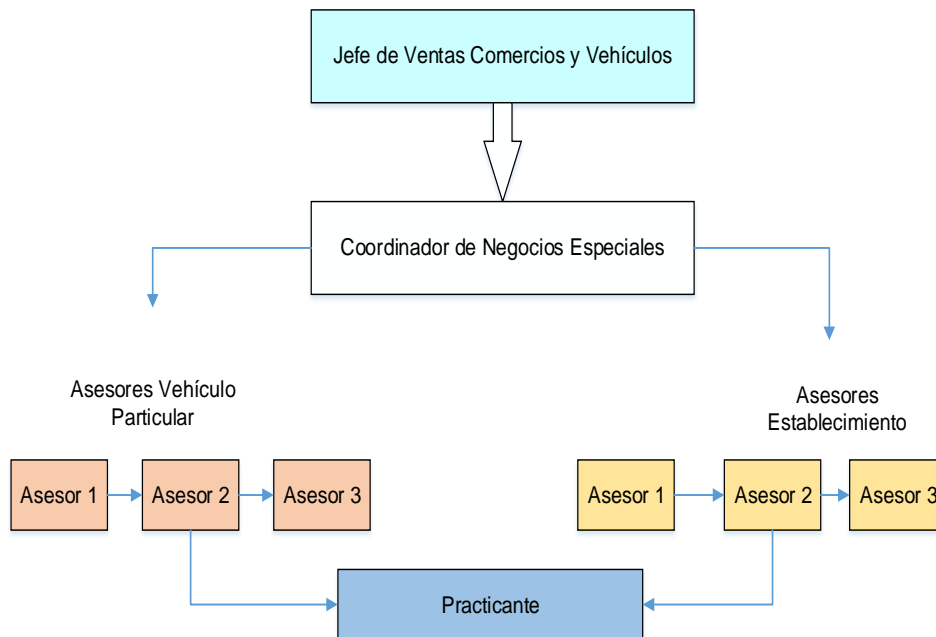 Jefe de Ventas Comercios y Vehículos
Coordinador de Negocios Especiales
Asesores Vehículo
Particular
Asesores
Establecimiento
Asesor 1
Asesor 2
Asesor 3
Asesor 1
Asesor 2
Asesor 3
Practicante